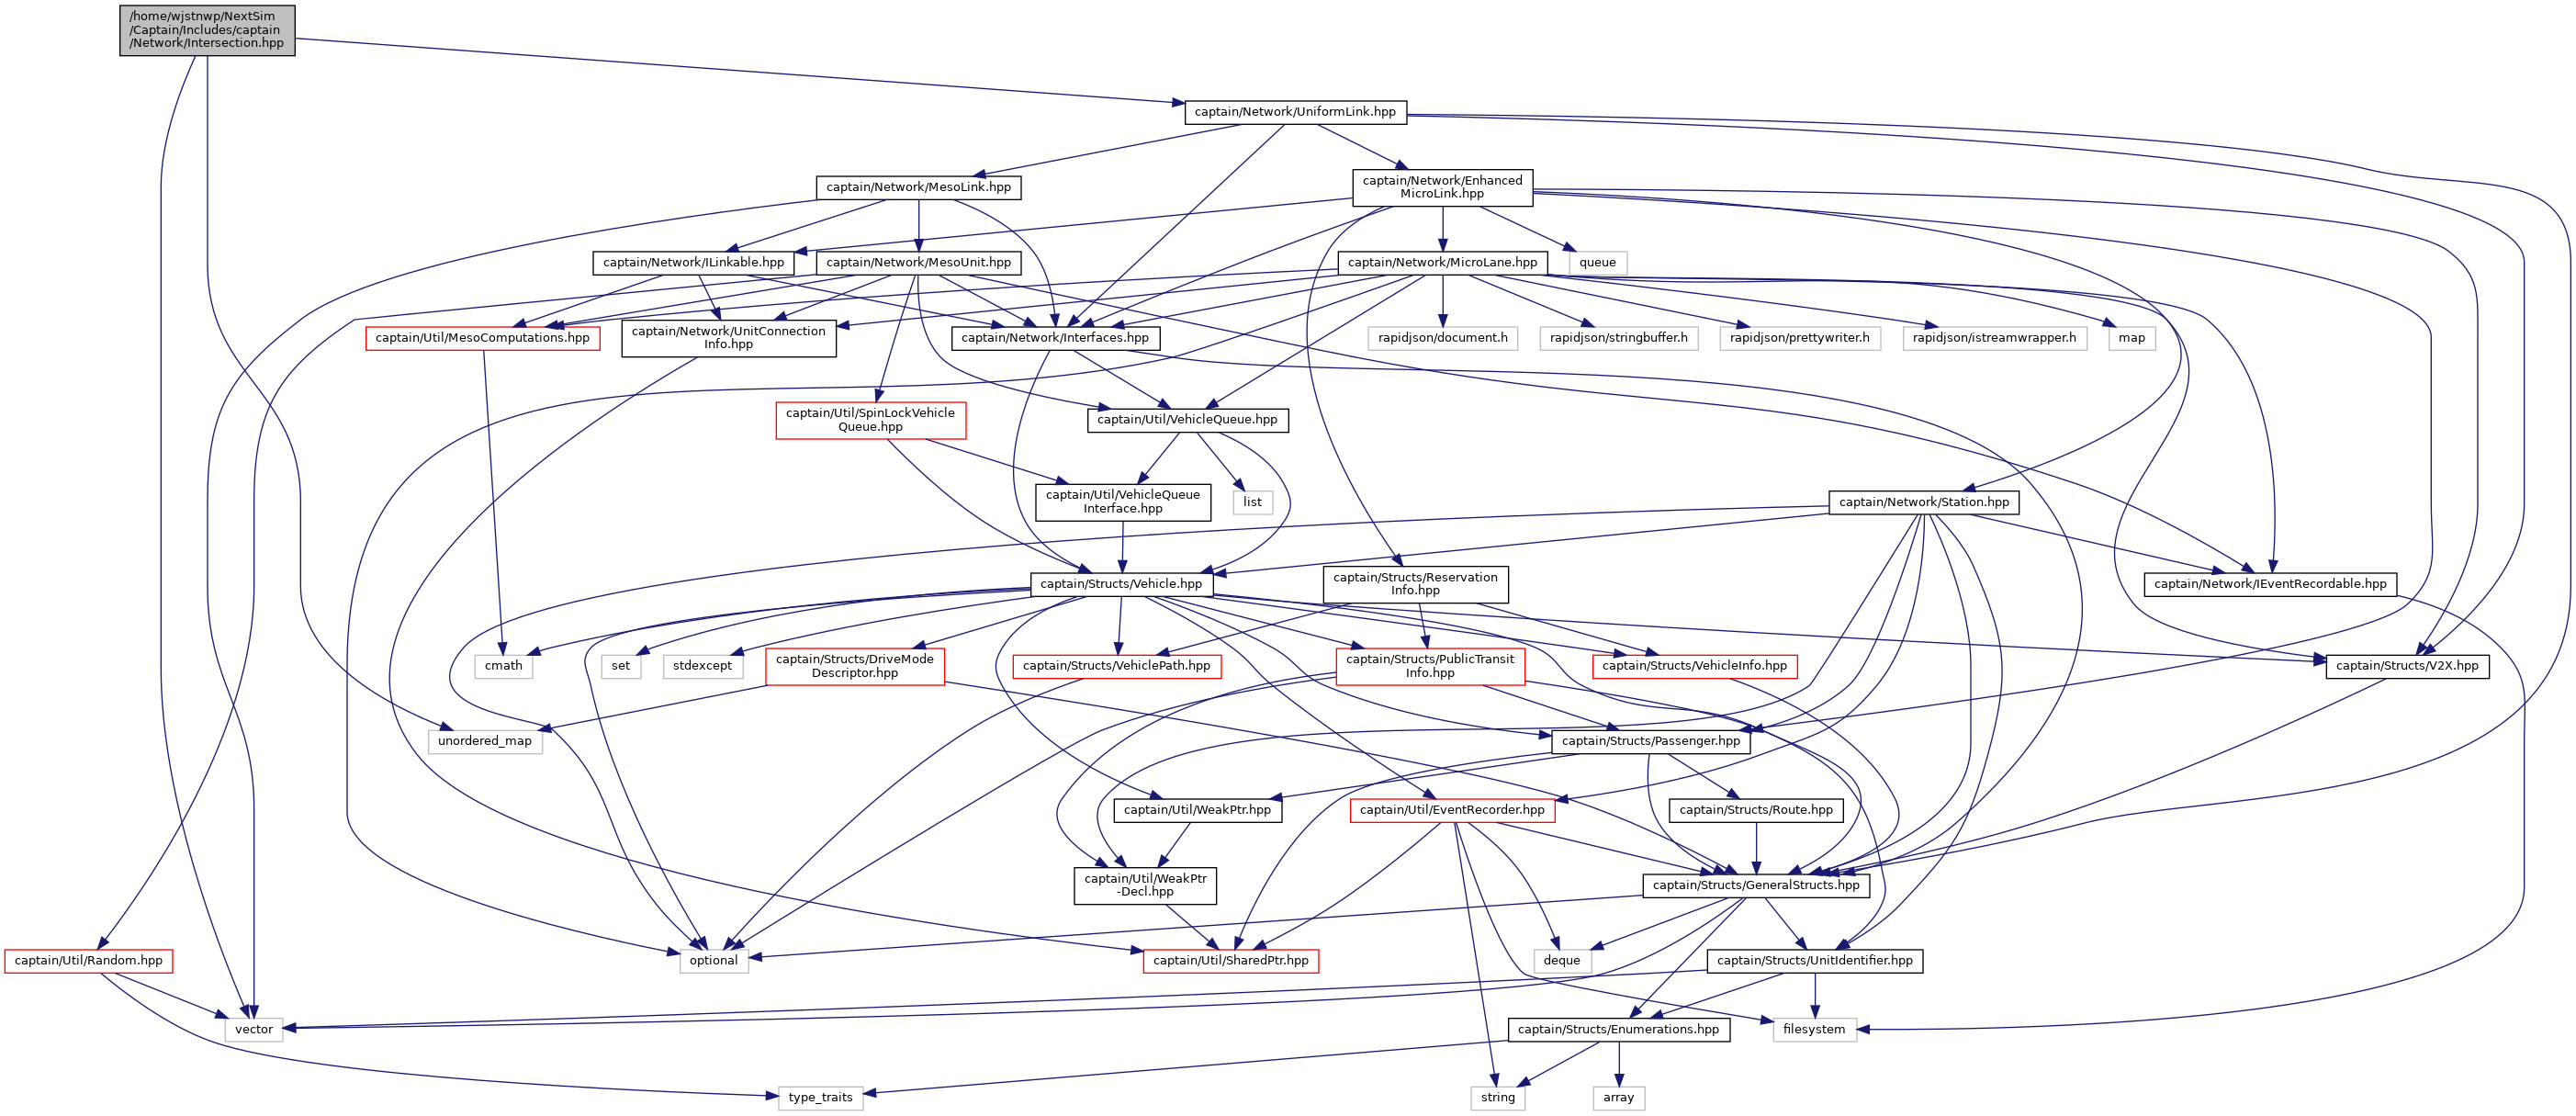 /home/wjstnwp/NextSim
/Captain/Includes/captain
/Network/Intersection.hpp
captain/Network/UniformLink.hpp
captain/Network/MesoLink.hpp
captain/Network/Enhanced
MicroLink.hpp
captain/Network/ILinkable.hpp
captain/Network/MesoUnit.hpp
captain/Network/MicroLane.hpp
queue
captain/Util/MesoComputations.hpp
captain/Network/UnitConnection
Info.hpp
captain/Network/Interfaces.hpp
rapidjson/document.h
rapidjson/stringbuffer.h
rapidjson/prettywriter.h
rapidjson/istreamwrapper.h
map
captain/Util/SpinLockVehicle
Queue.hpp
captain/Util/VehicleQueue.hpp
captain/Util/VehicleQueue
Interface.hpp
list
captain/Network/Station.hpp
captain/Structs/Vehicle.hpp
captain/Structs/Reservation
Info.hpp
captain/Network/IEventRecordable.hpp
cmath
set
stdexcept
captain/Structs/DriveMode
Descriptor.hpp
captain/Structs/VehiclePath.hpp
captain/Structs/PublicTransit
Info.hpp
captain/Structs/VehicleInfo.hpp
captain/Structs/V2X.hpp
unordered_map
captain/Structs/Passenger.hpp
captain/Util/WeakPtr.hpp
captain/Util/EventRecorder.hpp
captain/Structs/Route.hpp
captain/Util/WeakPtr
-Decl.hpp
captain/Structs/GeneralStructs.hpp
captain/Util/Random.hpp
optional
captain/Util/SharedPtr.hpp
deque
captain/Structs/UnitIdentifier.hpp
vector
captain/Structs/Enumerations.hpp
filesystem
type_traits
string
array